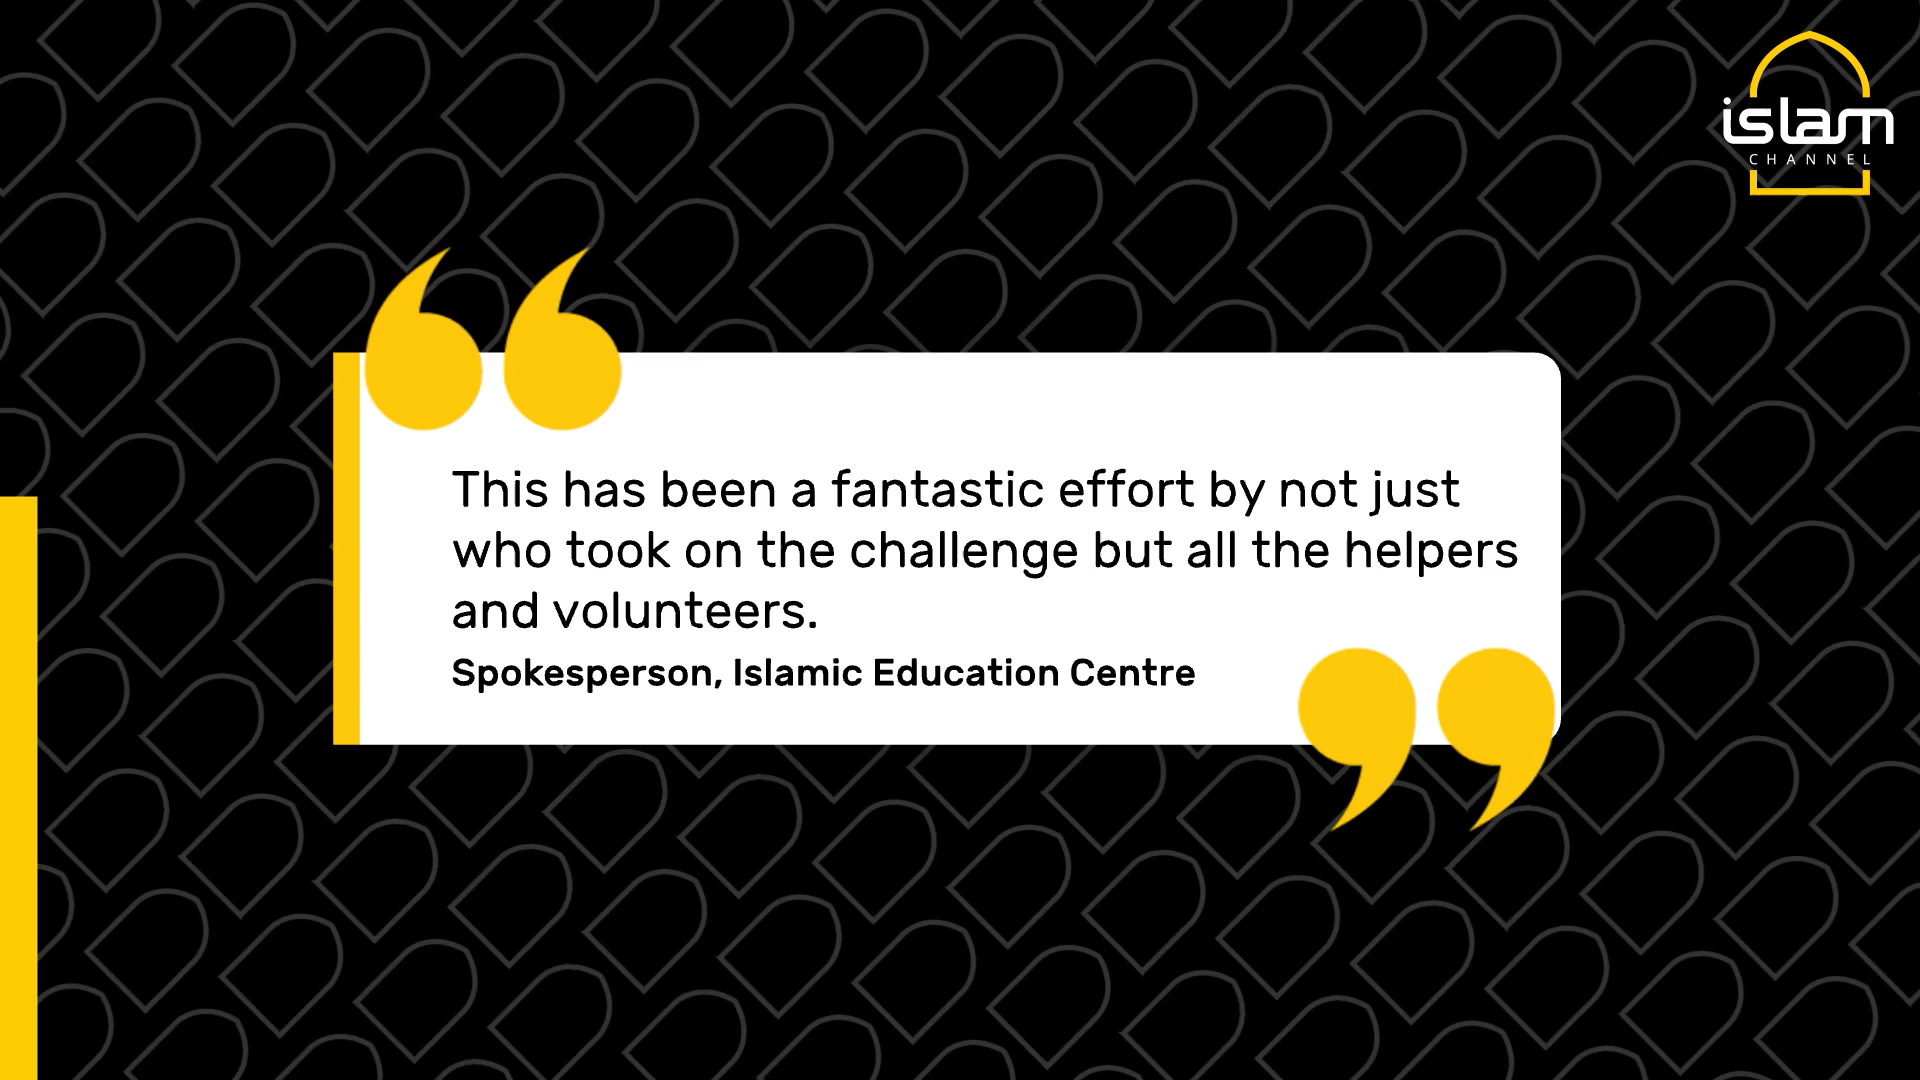 islam
CHANNEL
This has been a fantastic effort by not just
who took on the challenge but all the helpers
and volunteers.
Spokesperson, Islamic Education Centre